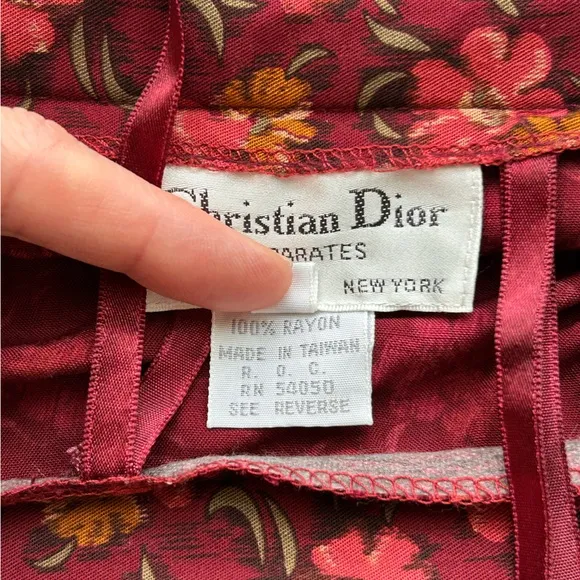 Christian Dior
NEW YORK
100% RAYON
MADE IN TAIWAN
R. O. C.
RN 54050
SEE REVERSE